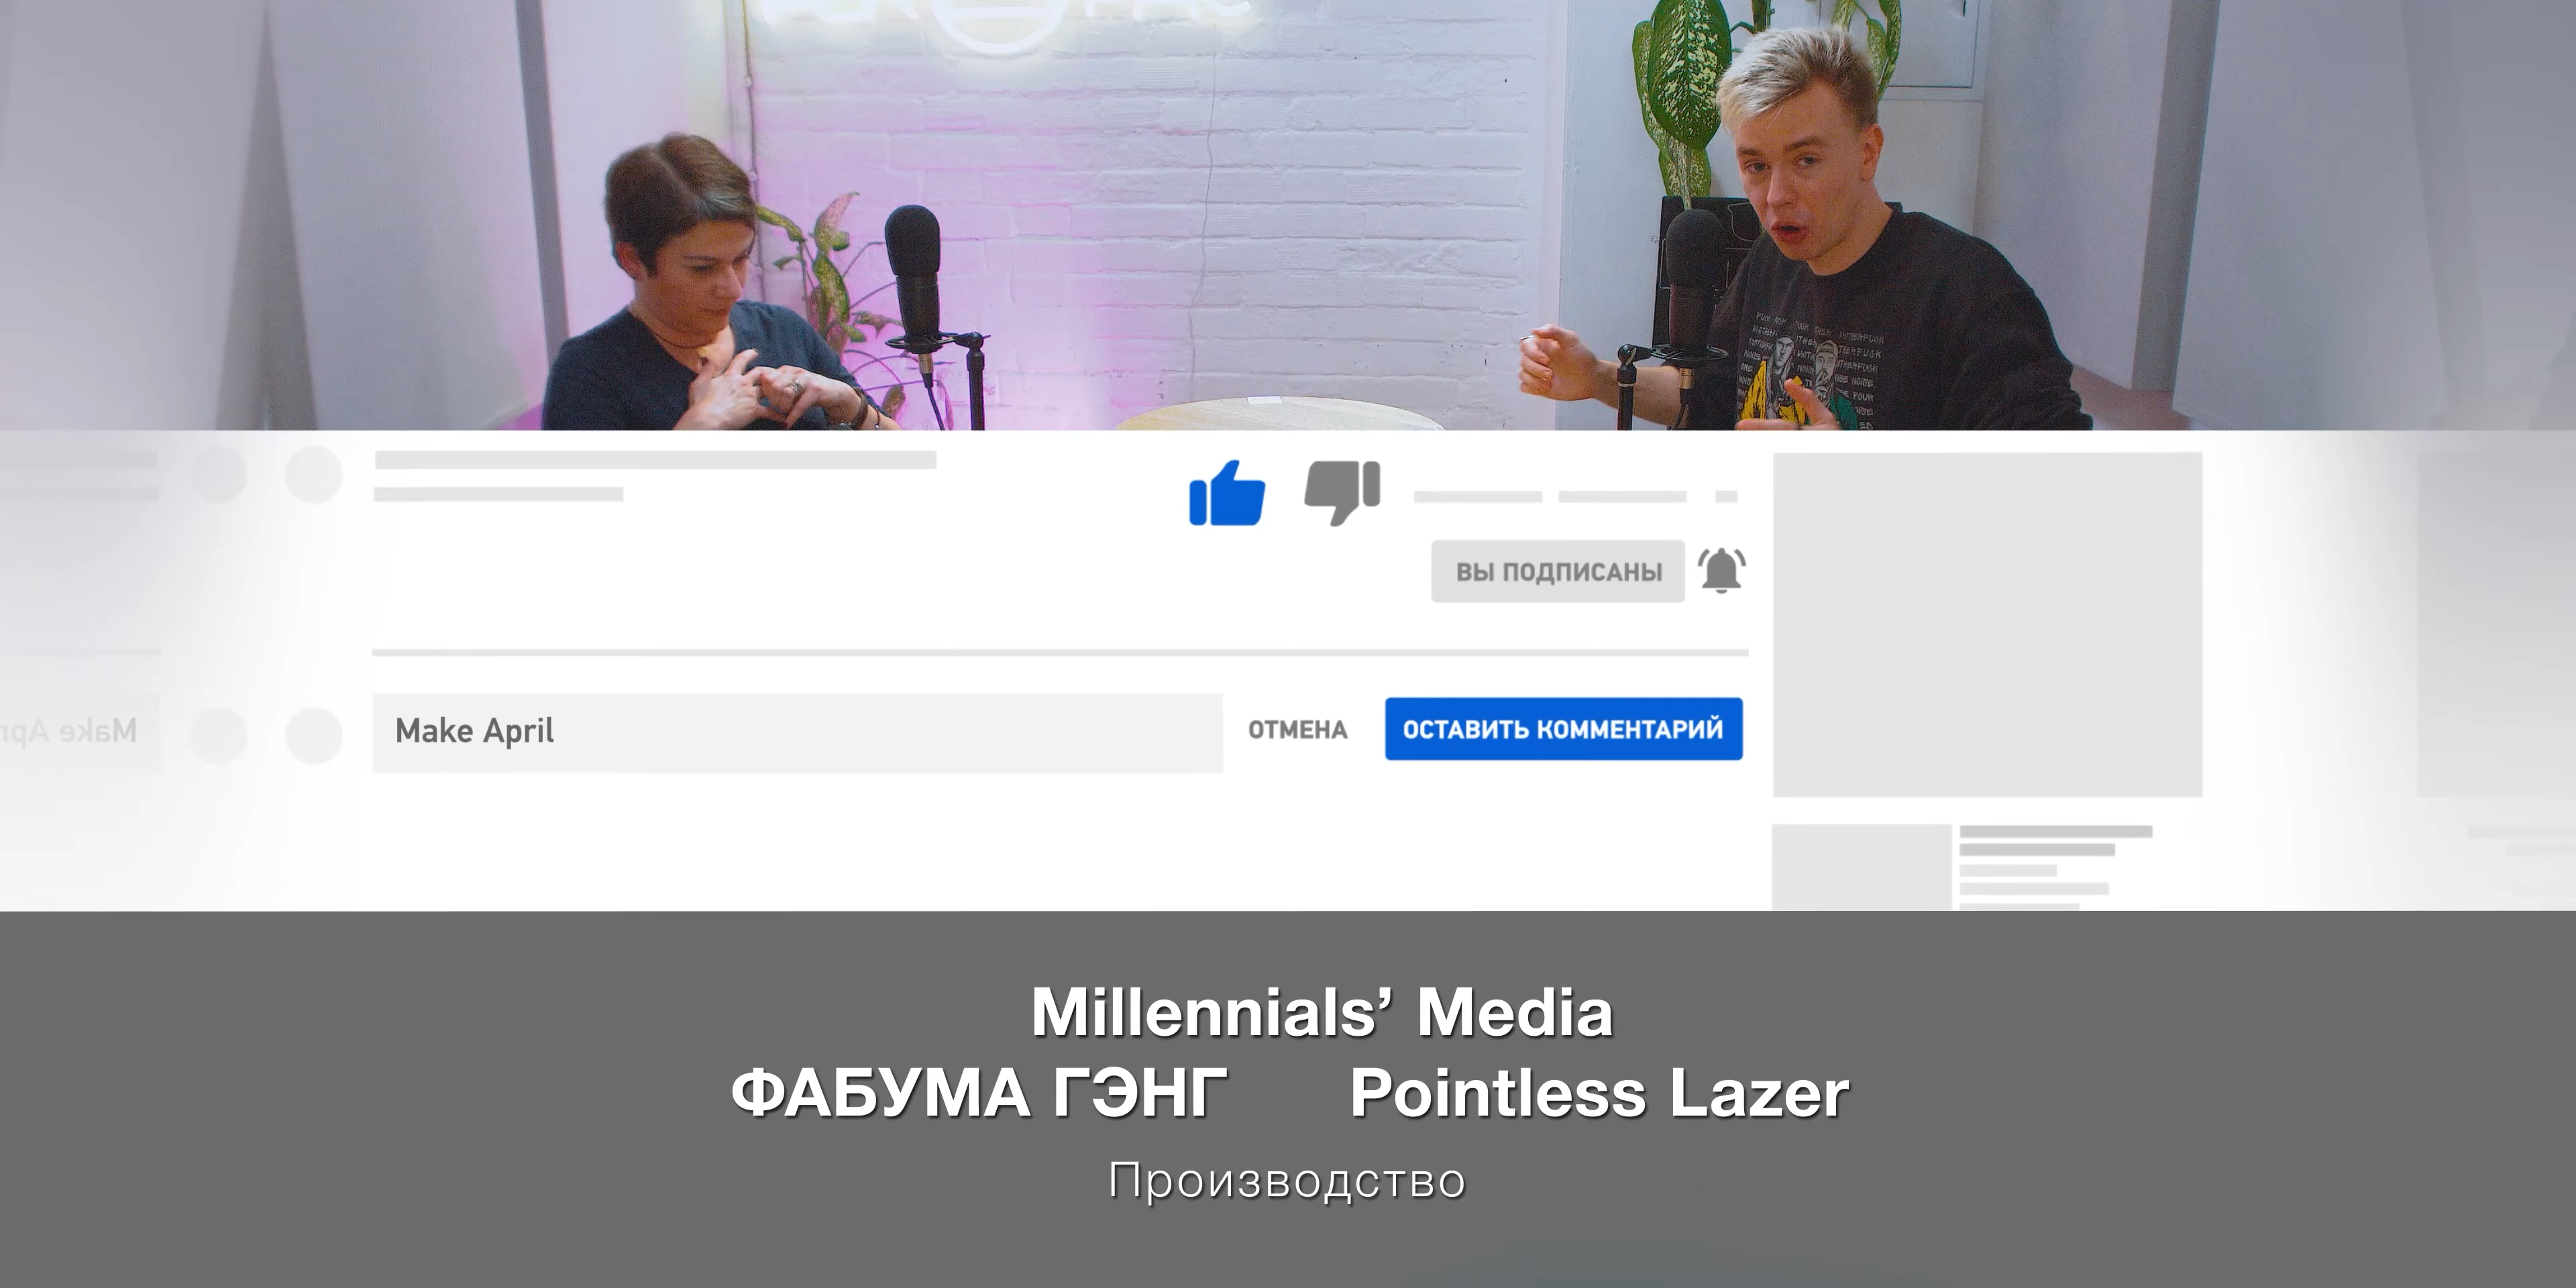 ВЫ ПОДПИСАНЫ
Make April
ОТМЕНА
ОСТАВИТЬ КОММЕНТАРИЙ
Millennials’ Media
ФАБУМА ГЭНГ Pointless Lazer
Производство